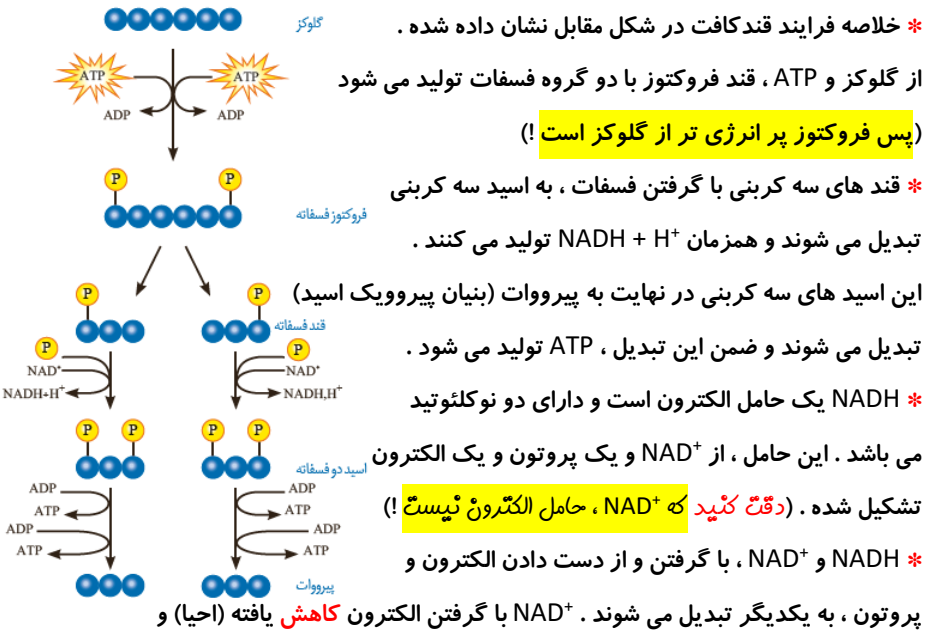 * خلاصه فرایند قندکافت در شکل مقابل نشان داده شده .
از گلوکز و ATP ، قند فروکتوز با دو گروه فسفات تولید می شود
(پس فروکتوز پر انرژی تر از گلوکز است !)
* قند های سه کربنی با گرفتن فسفات ، به اسید سه کربنی
تبدیل می شوند و همزمان NADH + H⁺ تولید می کنند .
این اسید های سه کربنی در نهایت به پیرووات (بنیان پیروویک اسید)
تبدیل می شوند و ضمن این تبدیل ، ATP تولید می شود .
* NADH یک حامل الکترون است و دارای دو نوکلئوتید
می باشد . این حامل ، از NAD⁺ و یک پروتون و یک الکترون
تشکیل شده . (دقت کنید که NAD⁺ ، حامل الکترون نیست !)
* NADH و NAD⁺ ، با گرفتن و از دست دادن الکترون و
پروتون ، به یکدیگر تبدیل می شوند . NAD⁺ با گرفتن الکترون کاهش یافته (احیا) و
گلوکز
ATP
ATP
ADP
ADP
P
P
فروکتوز فسفاته
P
P
قند فسفاته
P
P
NAD⁺
NAD⁺
NADH+H⁺
NADH,H⁺
P
P
P
P
اسید دو فسفاته
ADP
ADP
ATP
ATP
ADP
ADP
ATP
ATP
پیرووات